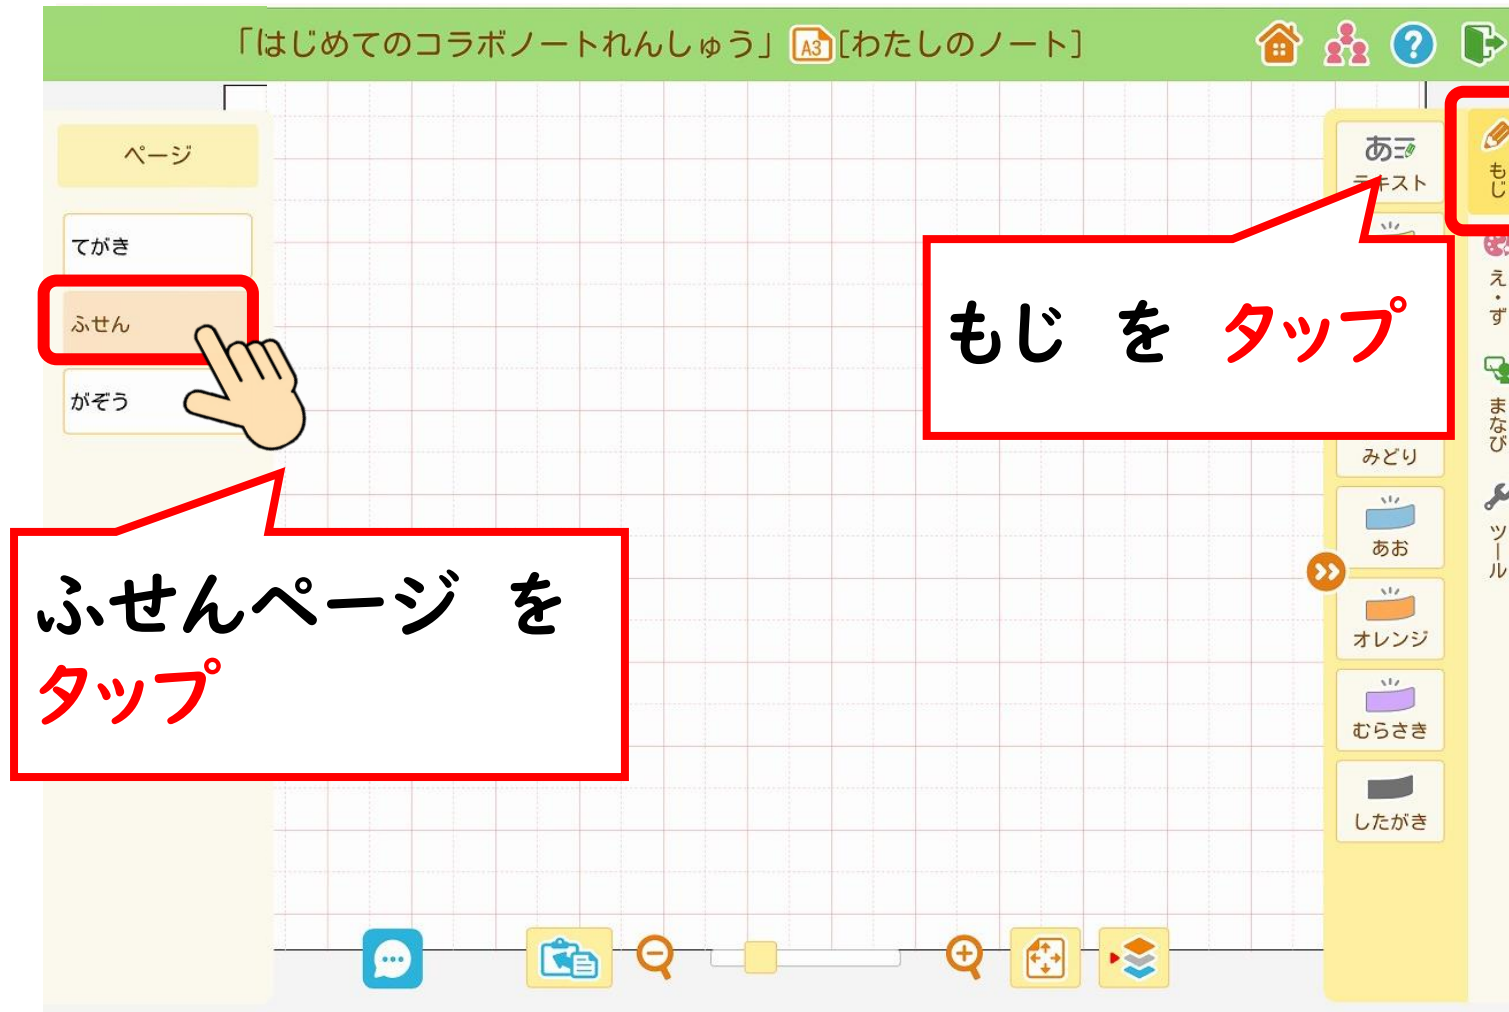 「はじめてのコラボノートれんしゅう」 A3 [わたしのノート]
ページ
てがき
ふせん
がぞう
ふせんページ を
タップ
もじ を タップ
テキスト
みどり
あお
オレンジ
むらさき
したがき
もじ
え・ず
まなび
ツール